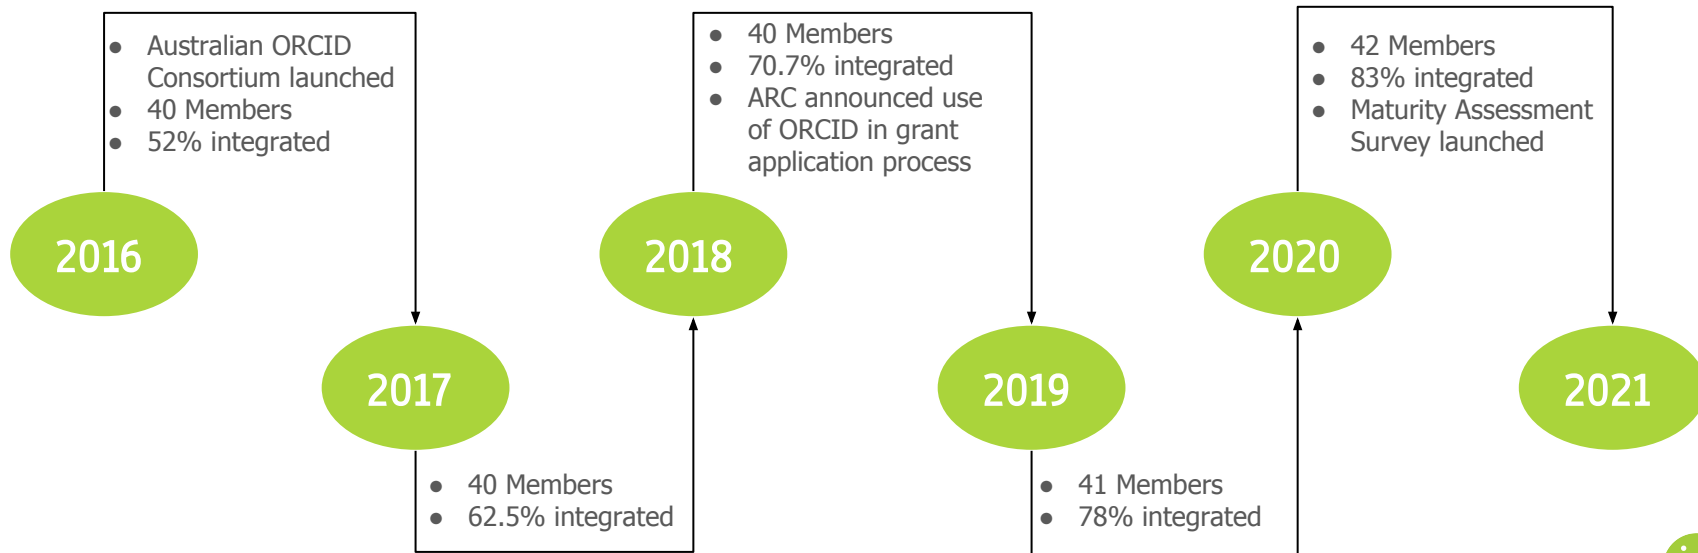 ● Australian ORCID
Consortium launched
● 40 Members
● 52% integrated
2016
2017
● 40 Members
● 62.5% integrated
● 40 Members
● 70.7% integrated
● ARC announced use
of ORCID in grant
application process
2018
2019
● 41 Members
● 78% integrated
● 42 Members
● 83% integrated
● Maturity Assessment
Survey launched
2020
2021